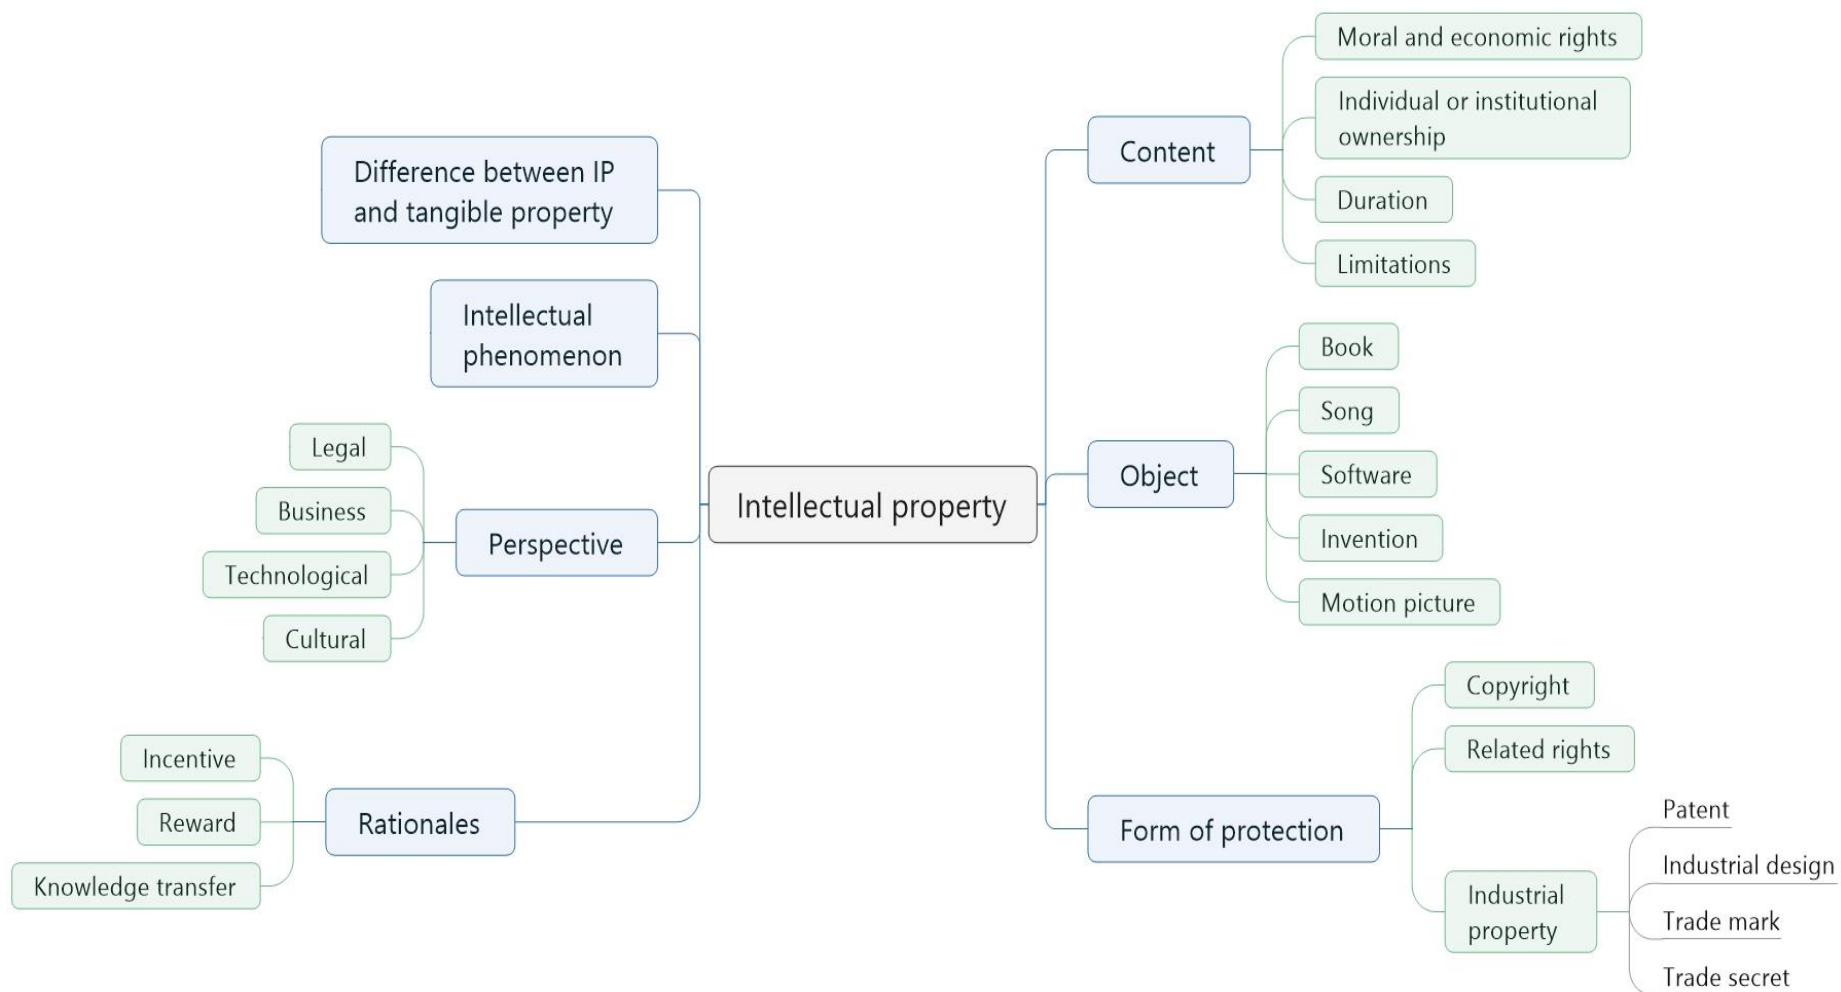 Intellectual property
Content
Moral and economic rights
Individual or institutional
ownership
Duration
Limitations
Object
Book
Song
Software
Invention
Motion picture
Form of protection
Copyright
Related rights
Industrial
property
Patent
Industrial design
Trade mark
Trade secret
Difference between IP
and tangible property
Intellectual
phenomenon
Perspective
Legal
Business
Technological
Cultural
Rationales
Incentive
Reward
Knowledge transfer